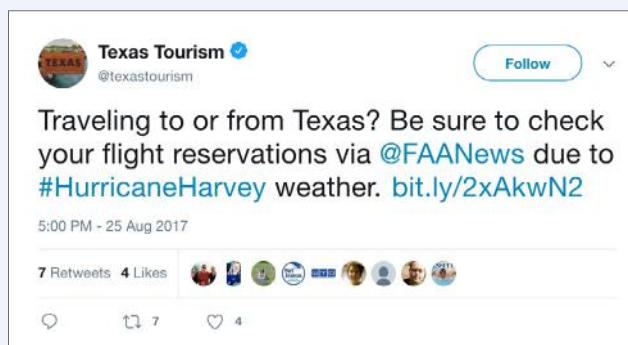 TEXAS
Texas Tourism
@texastourism
Follow
Traveling to or from Texas? Be sure to check
your flight reservations via @FAANews due to
#HurricaneHarvey weather. bit.ly/2xAkwN2
5:00 PM - 25 Aug 2017
7 Retweets 4 Likes
7 4